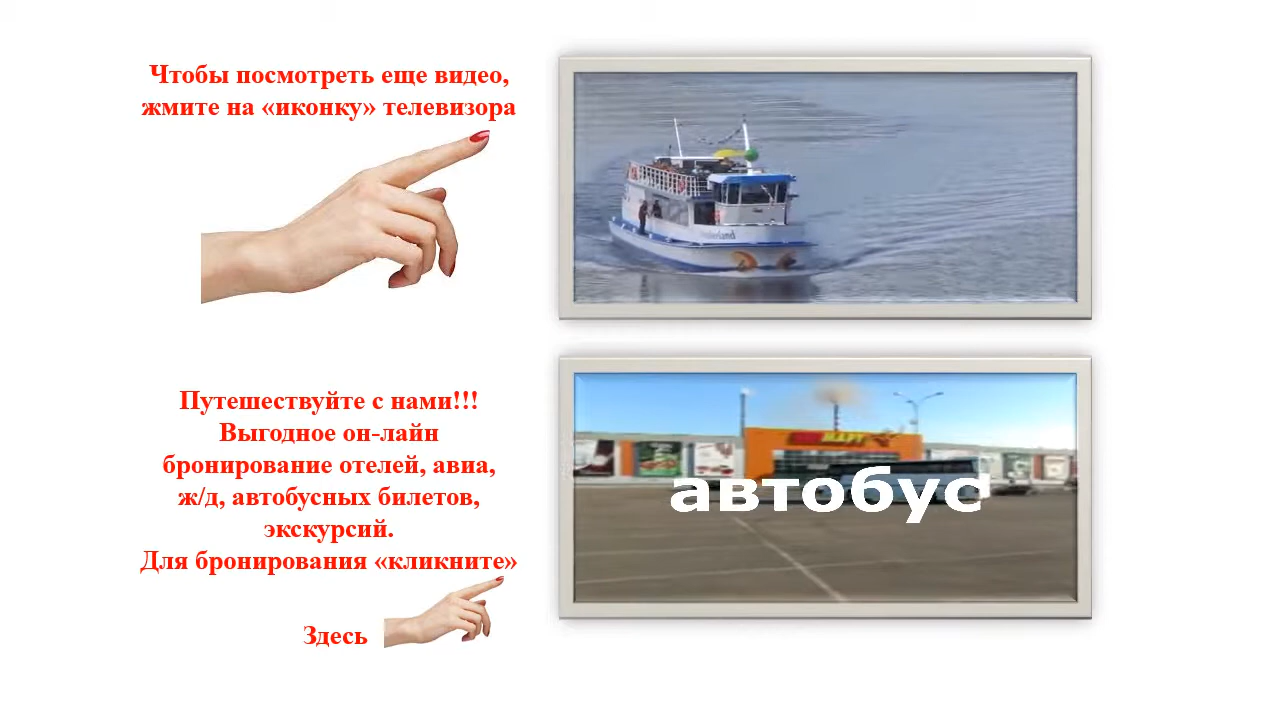 Чтобы посмотреть еще видео,
жмите на «иконку» телевизора
Путешествуйте с нами!!!
Выгодное он-лайн
бронирование отелей, авиа,
ж/д, автобусных билетов,
экскурсий.
Для бронирования «кликните»
Здесь
автобус